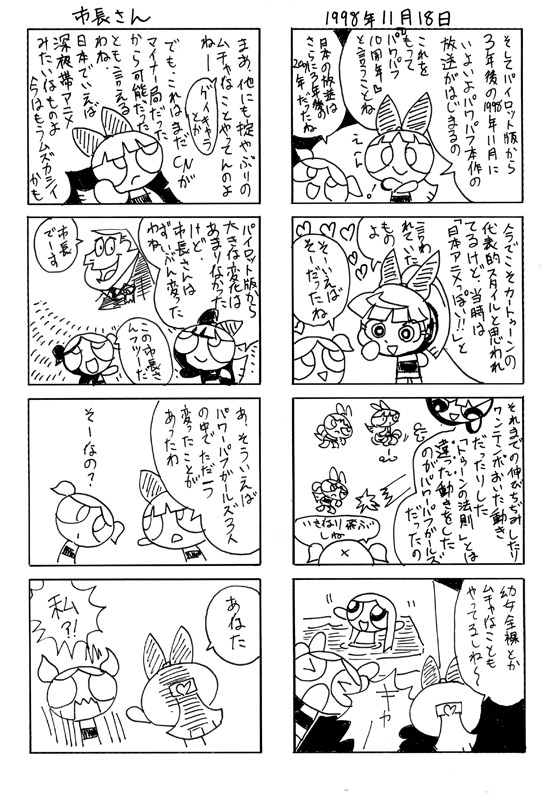 1998年11月18日
そしてパイロット版から
3年後の1998年11月に
いよいよパワパフ本作の
放送がはじまるの
これを
もって
パワパフ
10周年♡
と言うことね
日本の放送は
さらに3年後の
2001年
だったね
えへ!
今でこそカートゥーンの
代表的スタイルと思われ
てるけど、当時は
「日本アニメっぽい!!」と
言われ
ていた
ものよ
そういえば
そーだったね
それまでの伸びちぢみしたり
ワンテンポおいた動き
だったりした
「トゥーンの法則」とは
違った動きをした
のがパワパフガールズ
だったの
いきなり飛ぶ
しね
幼女全裸とか
ムチャなことも
やってましね〜
キャー
市長さん
まあ、他にも掟やぶりの
ムチャなことやってんのよ
ねー
ゲイキャラ
とか
でも、これはまだCNが
マイナー局だった
から可能だった
とも言える
わね、
日本でいえば
深夜帯アニメ
みたいなものよ
今はもうムズカシイ
かも
パイロット版から
大きな変化は
あまりなかった
けど、
市長さんは
ずいぶん変った
わね、
市長
でーす
この市長さ
んフツーだ
あ、そういえば
パワパフガールズ3人
の中でただ一つ
変ったことが
あったわ
そーなの?
あなた
私?!